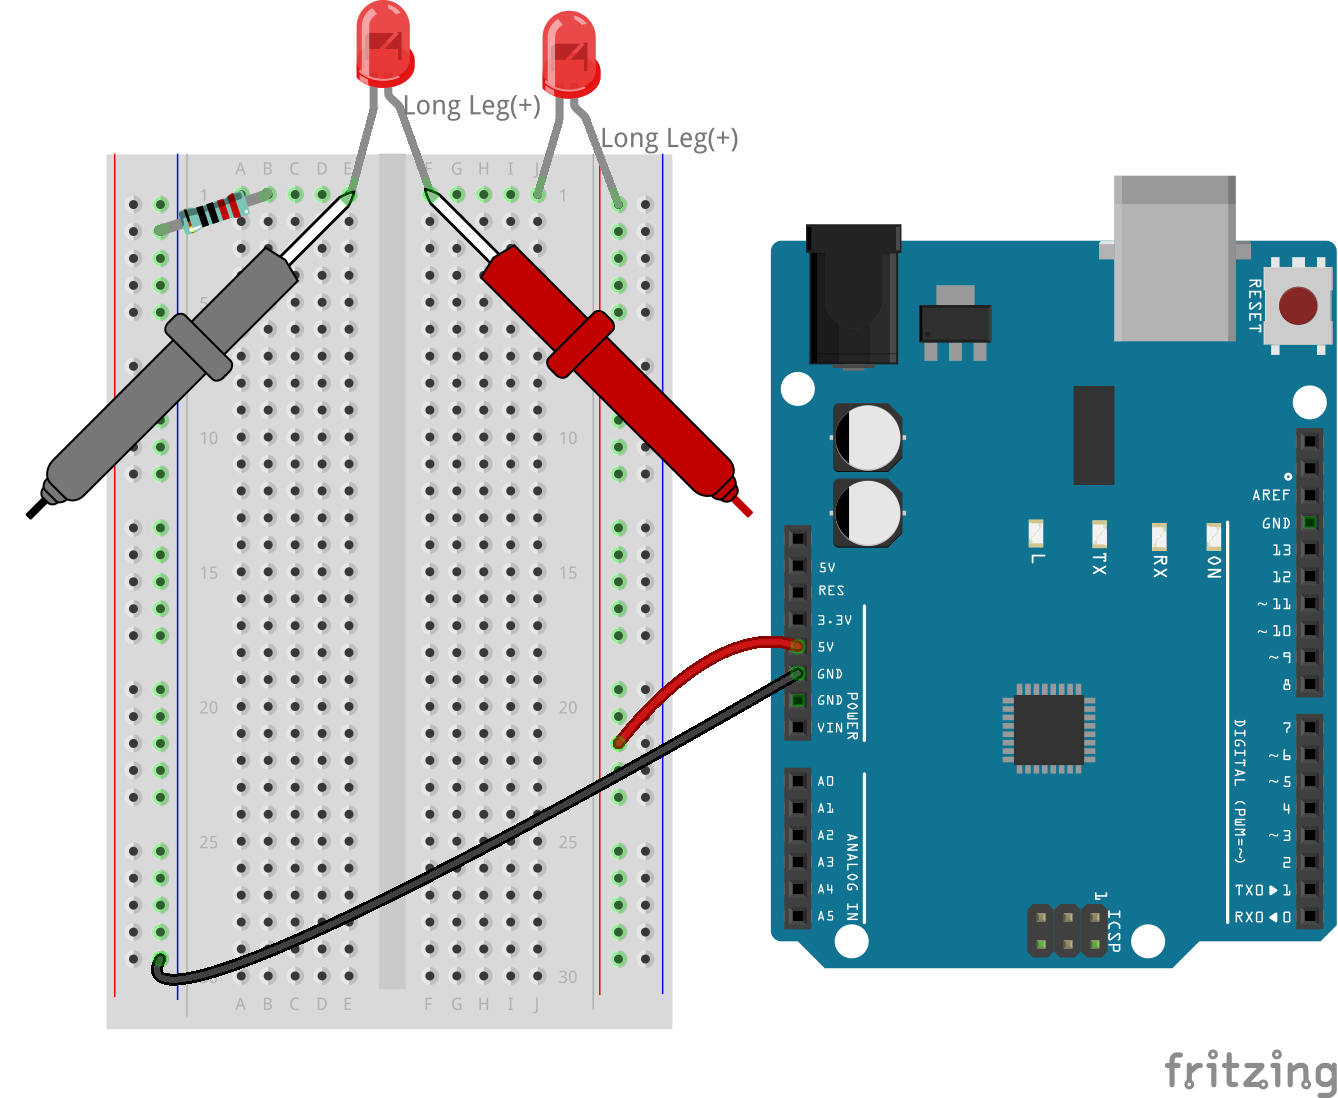 Long Leg(+)
Long Leg(+)
A B C D E F G H I J
1 1
5
10 10
15 15
20 20
25 25
30
A B C D E F G H I J
RESET
AREF
GND
13
12
~11
~10
~9
8
7
~6
~5
4
~3
2
TX0▶1
RX0◀0
DIGITAL (PWM=~)
L
TX
RX
ON
5V
RES
3.3V
5V
GND
GND
VIN
POWER
A0
A1
A2
A3
A4
A5
ANALOG IN
1
ICSP
fritzing